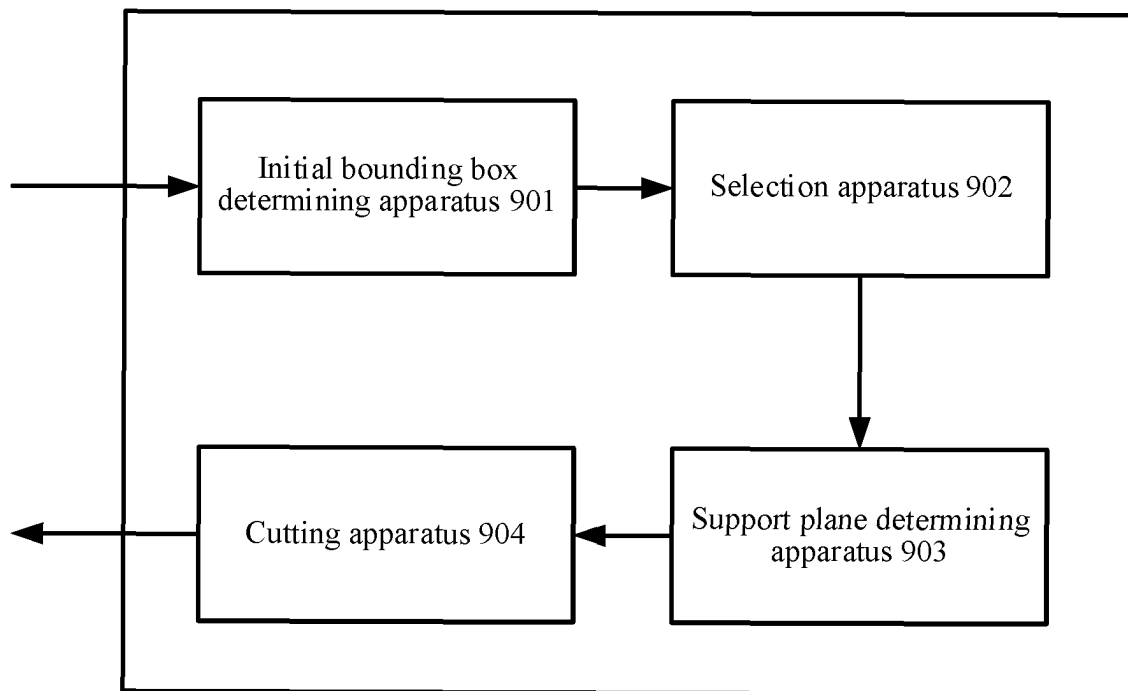 Initial bounding box
determining apparatus 901
Selection apparatus 902
Cutting apparatus 904
Support plane determining
apparatus 903